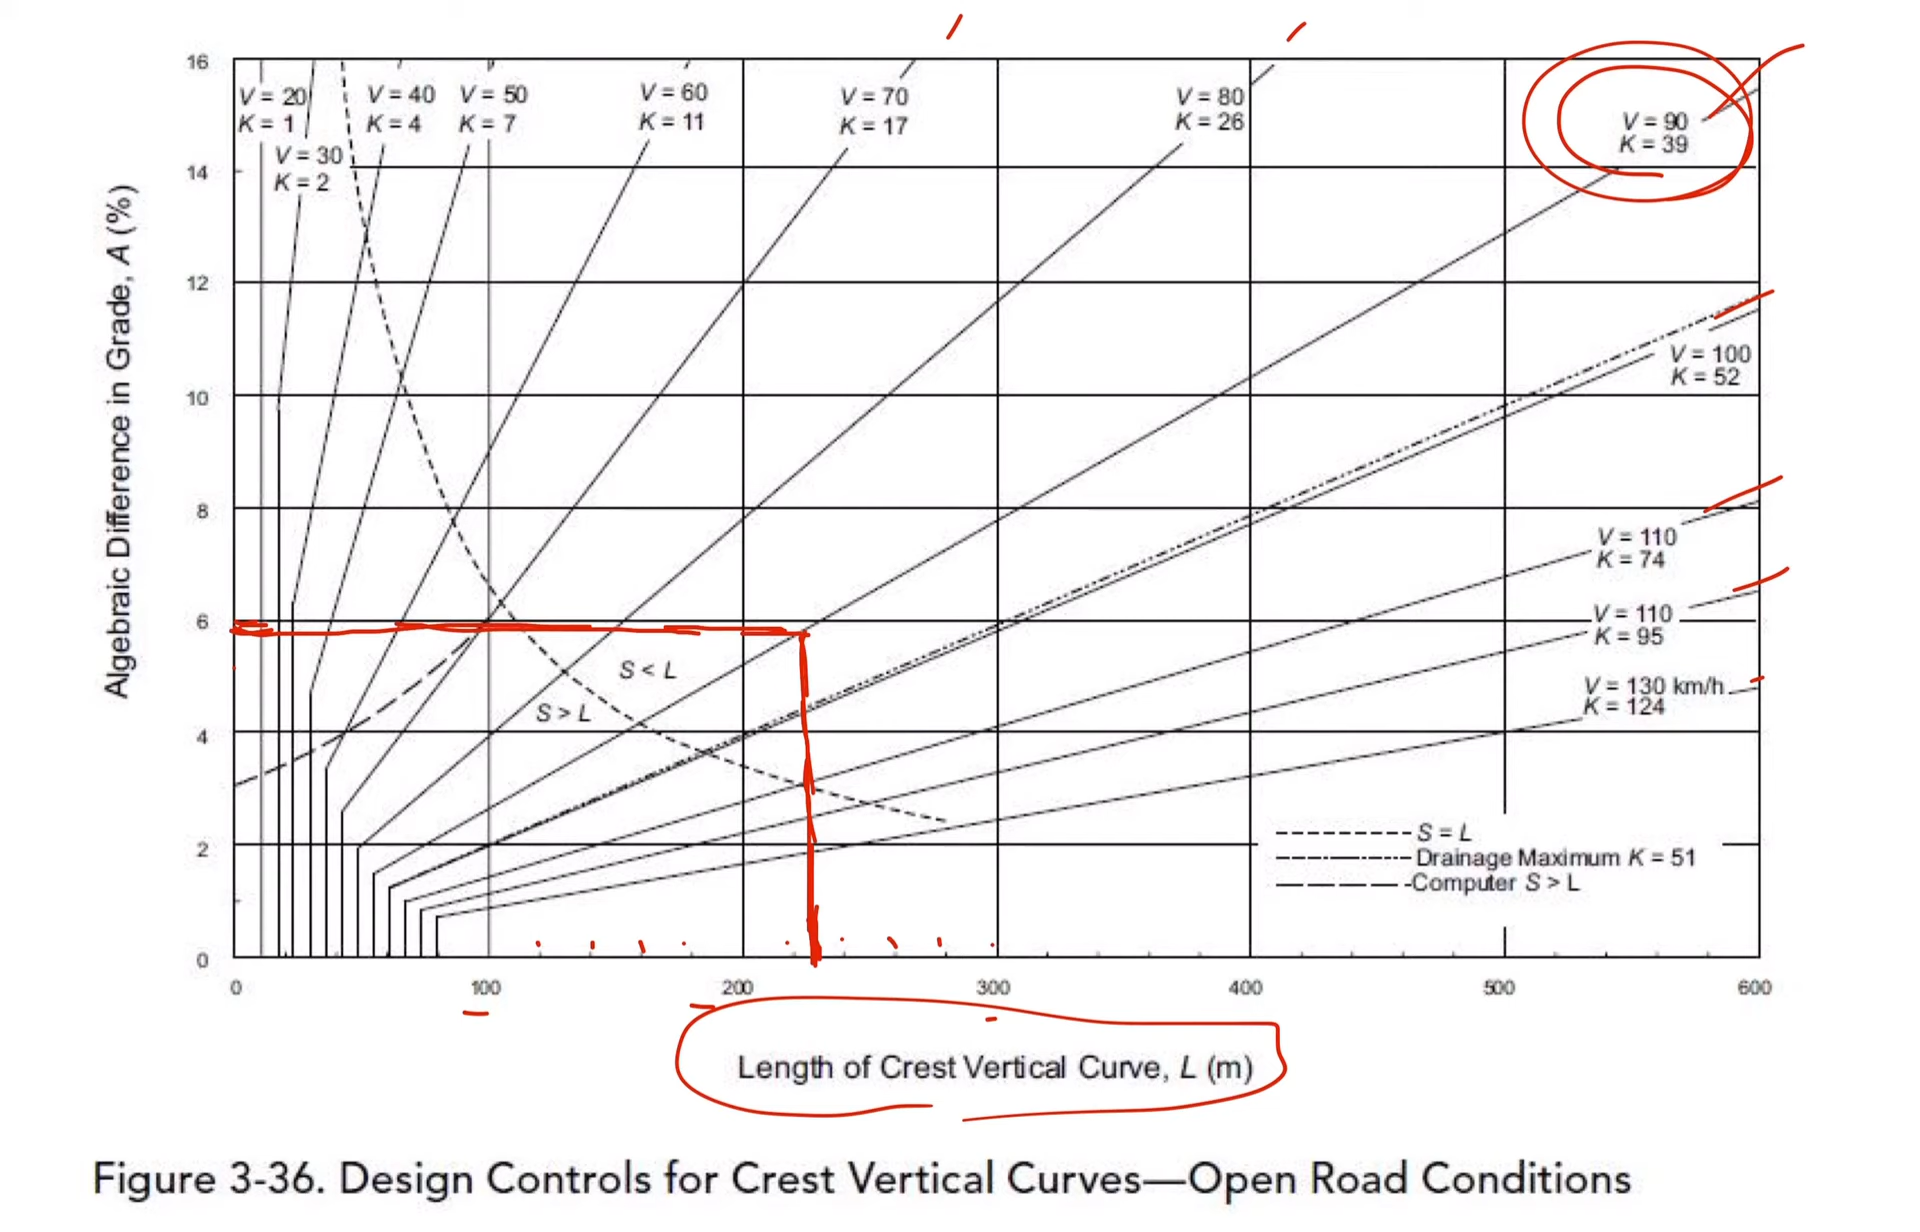 16
V = 20
K = 1
V = 30
K = 2
V = 40
K = 4
V = 50
K = 7
V = 60
K = 11
V = 70
K = 17
V = 80
K = 26
V = 90
K = 39
14
12
10
8
6
4
2
0
Algebraic Difference in Grade, A (%)
V = 100
K = 52
V = 110
K = 74
V = 110
K = 95
V = 130 km/h
K = 124
S < L
S > L
S = L
Drainage Maximum K = 51
Computer S > L
0 100 200 300 400 500 600
Length of Crest Vertical Curve, L (m)
Figure 3-36. Design Controls for Crest Vertical Curves—Open Road Conditions